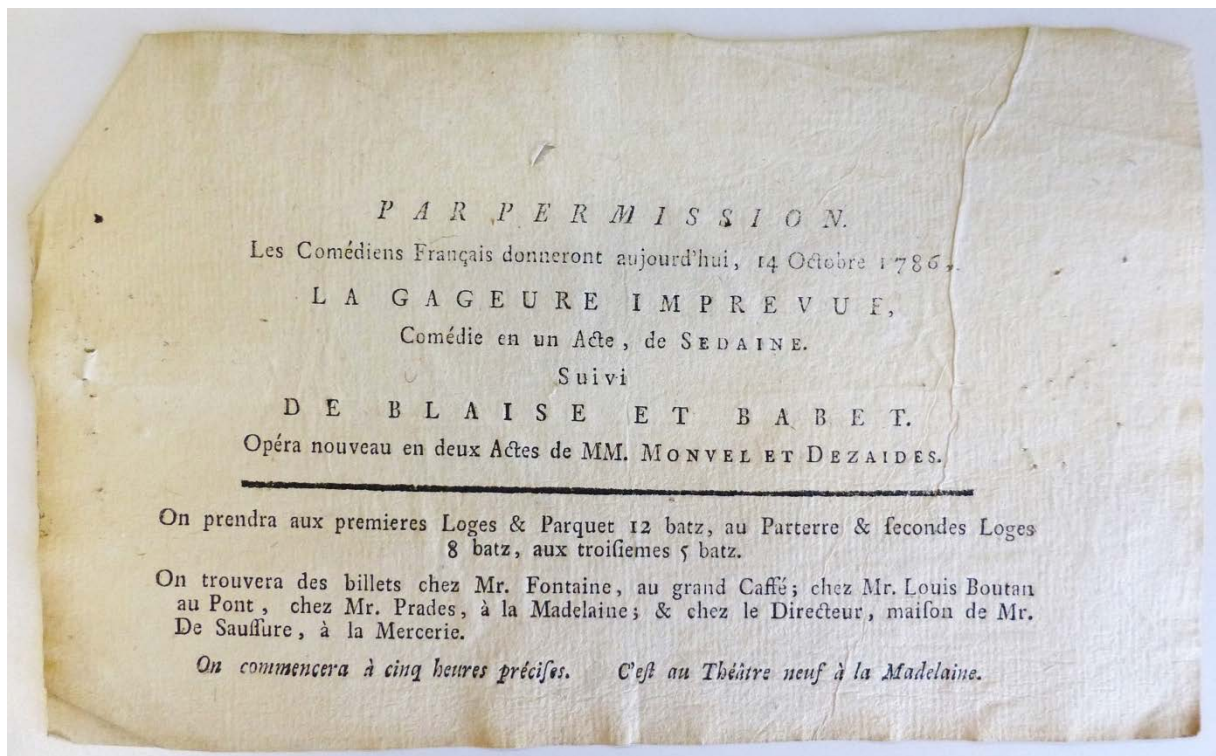 PAR PERMISSION.
Les Comédiens Français donneront aujourd'hui, 14 Octobre 1786,
LA GAGEURE IMPREVUE,
Comédie en un Acte, de SEDAINE.
Suivi
DE BLAISE ET BABET.
Opéra nouveau en deux Actes de MM. MONVEL ET DEZAIDES.
On prendra aux premieres Loges & Parquet 12 batz, au Parterre & ſecondes Loges
8 batz, aux troiſiemes 5 batz.
On trouvera des billets chez Mr. Fontaine, au grand Caffé; chez Mr. Louis Boutan
au Pont, chez Mr. Prades, à la Madelaine; & chez le Directeur, maiſon de Mr.
De Sauſſure, à la Mercerie.
On commencera à cinq heures préciſes. C'eſt au Théâtre neuf à la Madelaine.